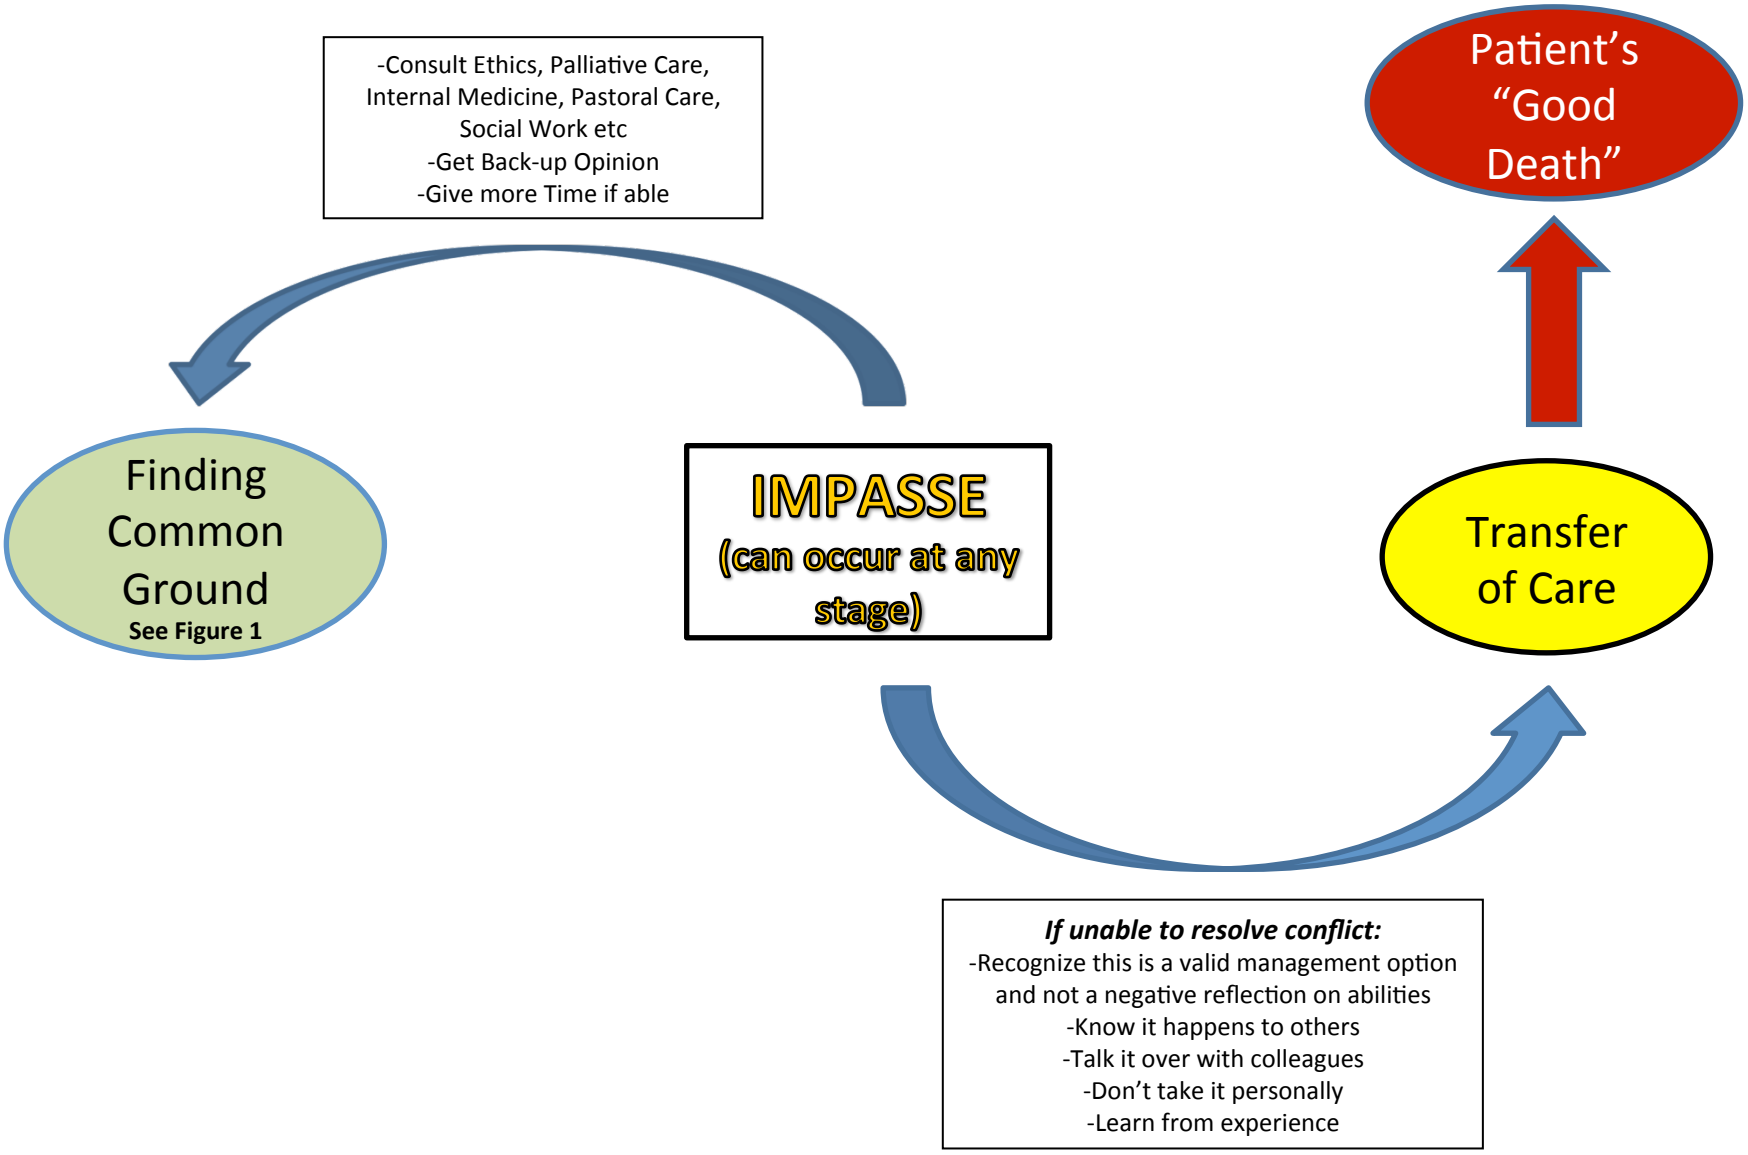 -Consult Ethics, Palliative Care,
Internal Medicine, Pastoral Care,
Social Work etc
-Get Back-up Opinion
-Give more Time if able
Patient’s
“Good
Death”
Finding
Common
Ground
See Figure 1
IMPASSE
(can occur at any
stage)
Transfer
of Care
If unable to resolve conflict:
-Recognize this is a valid management option
and not a negative reflection on abilities
-Know it happens to others
-Talk it over with colleagues
-Don’t take it personally
-Learn from experience